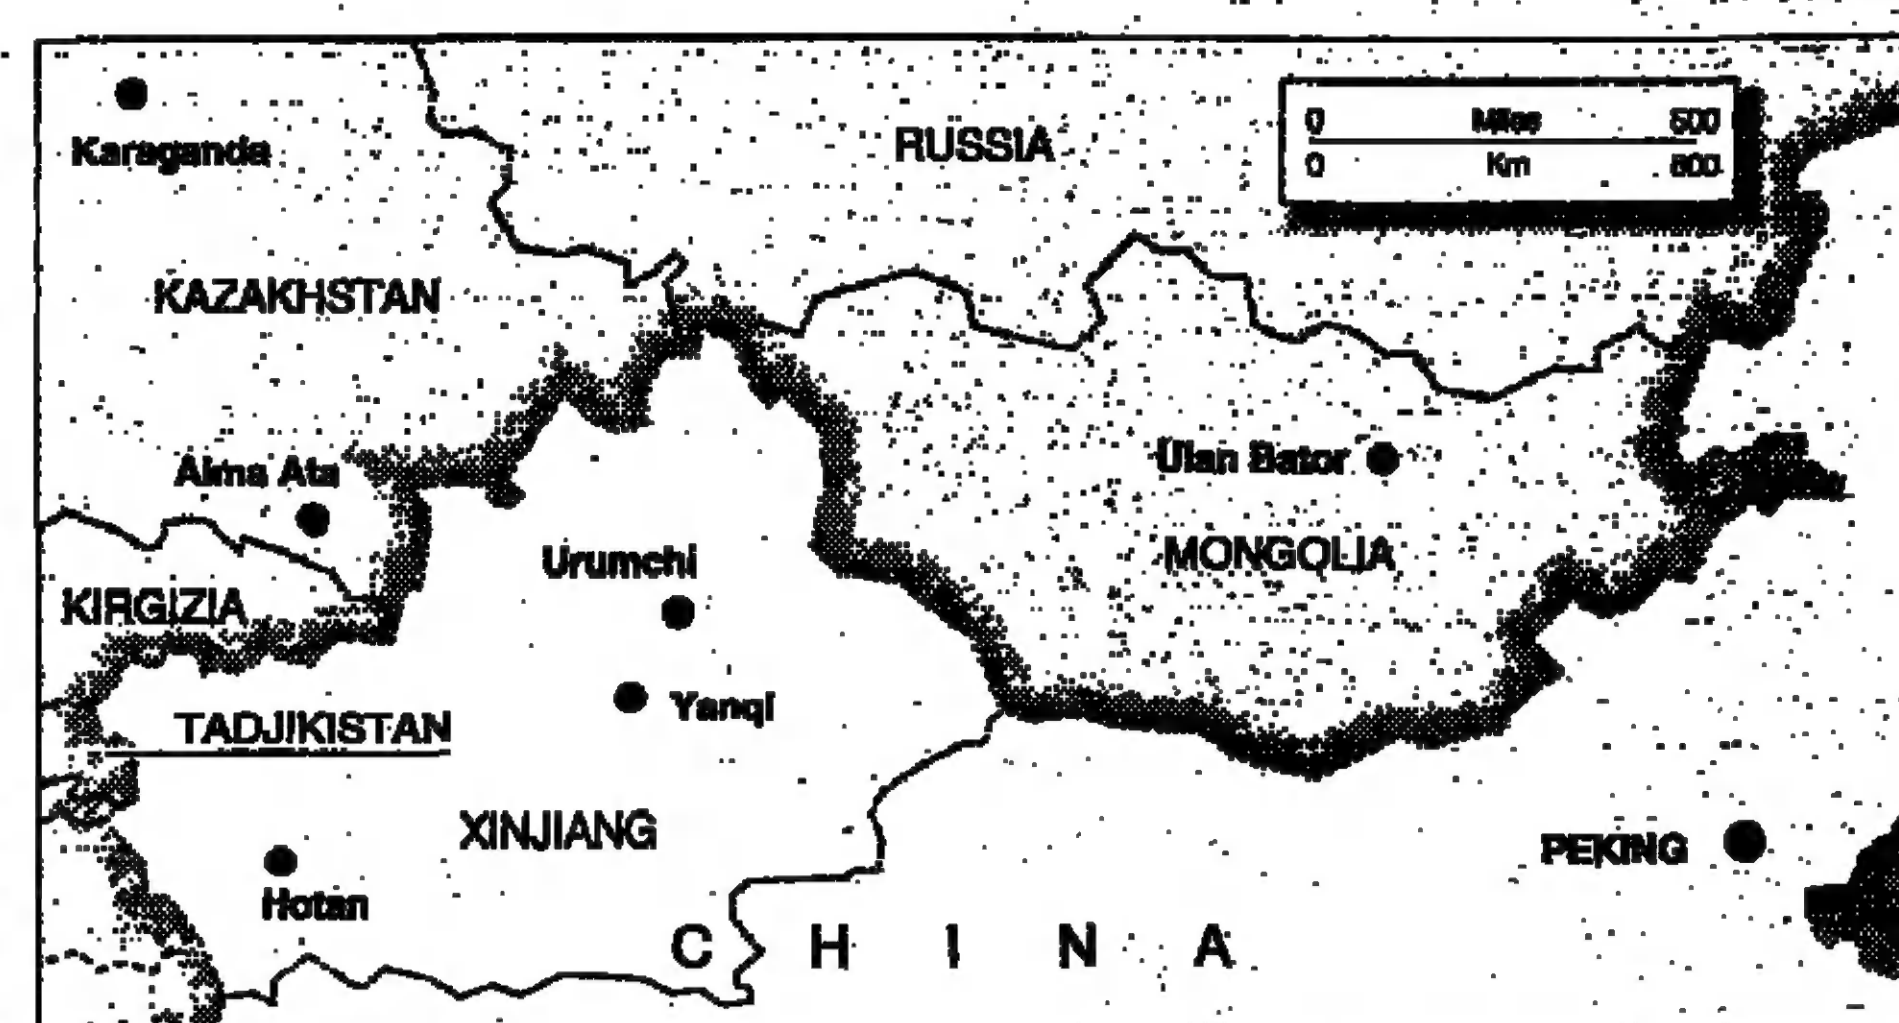 Karaganda
RUSSIA
0 Miles 500
0 Km 800
KAZAKHSTAN
Alma Ata
Ulan Bator
Urumchi
MONGOLIA
KIRGIZIA
Yanqi
TADJIKISTAN
XINJIANG
PEKING
Hotan
CHINA